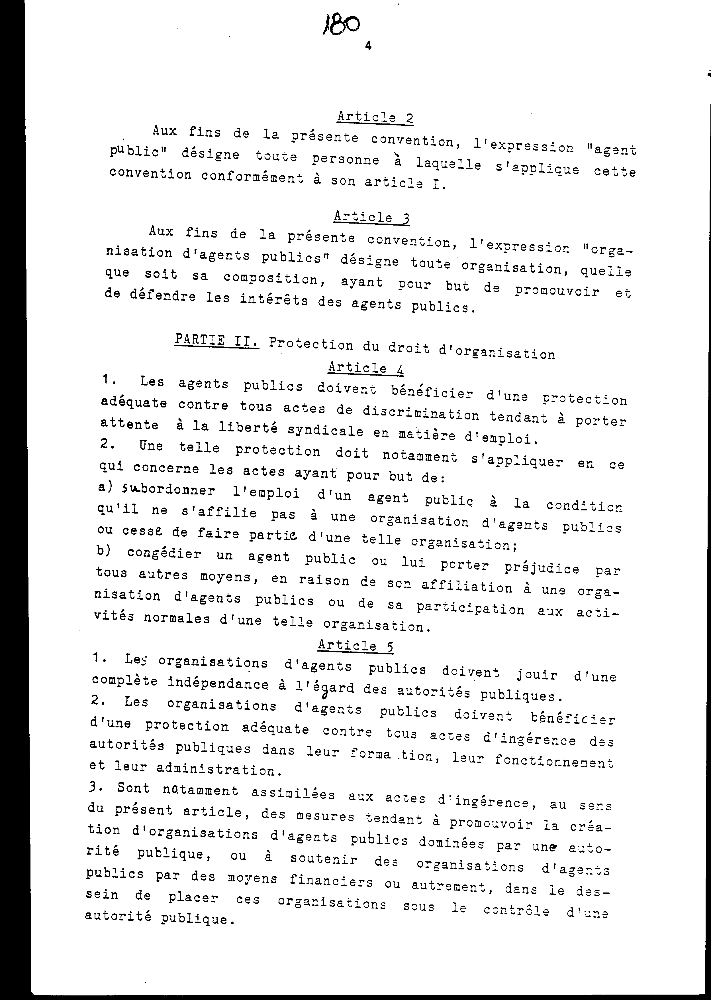 180
4
Article 2
Aux fins de la présente convention, l'expression "agent
public" désigne toute personne à laquelle s'applique cette
convention conformément à son article I.
Article 3
Aux fins de la présente convention, l'expression "orga-
nisation d'agents publics" désigne toute organisation, quelle
que soit sa composition, ayant pour but de promouvoir et
de défendre les intérêts des agents publics.
PARTIE II. Protection du droit d'organisation
Article 4
1. Les agents publics doivent bénéficier d'une protection
adéquate contre tous actes de discrimination tendant à porter
attente à la liberté syndicale en matière d'emploi.
2. Une telle protection doit notamment s'appliquer en ce
qui concerne les actes ayant pour but de:
a) subordonner l'emploi d'un agent public à la condition
qu'il ne s'affilie pas à une organisation d'agents publics
ou cesse de faire partie d'une telle organisation;
b) congédier un agent public ou lui porter préjudice par
tous autres moyens, en raison de son affiliation à une orga-
nisation d'agents publics ou de sa participation aux acti-
vités normales d'une telle organisation.
Article 5
1. Les organisations d'agents publics doivent jouir d'une
complète indépendance à l'égard des autorités publiques.
2. Les organisations d'agents publics doivent bénéficier
d'une protection adéquate contre tous actes d'ingérence des
autorités publiques dans leur forma.tion, leur fonctionnement
et leur administration.
3. Sont notamment assimilées aux actes d'ingérence, au sens
du présent article, des mesures tendant à promouvoir la créa-
tion d'organisations d'agents publics dominées par une auto-
rité publique, ou à soutenir des organisations d'agents
publics par des moyens financiers ou autrement, dans le des-
sein de placer ces organisations sous le contrôle d'une
autorité publique.